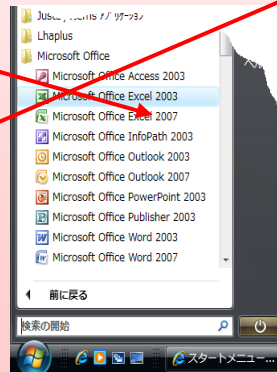 Lhaplus
Microsoft Office
Microsoft Office Access 2003
Microsoft Office Excel 2003
Microsoft Office Excel 2007
Microsoft Office InfoPath 2003
Microsoft Office Outlook 2003
Microsoft Office Outlook 2007
Microsoft Office PowerPoint 2003
Microsoft Office Publisher 2003
Microsoft Office Word 2003
Microsoft Office Word 2007
前に戻る
検索の開始
スタートメニュー...